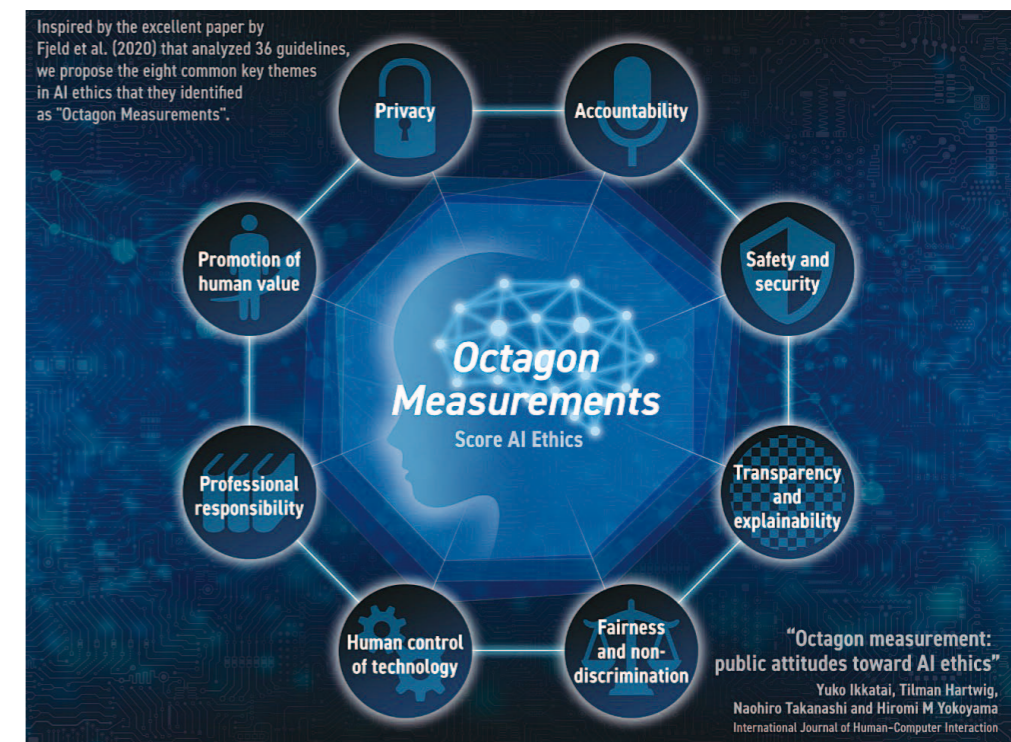 Inspired by the excellent paper by
Fjeld et al. (2020) that analyzed 36 guidelines,
we propose the eight common key themes
in AI ethics that they identified
as "Octagon Measurements".
Privacy
Accountability
Promotion of
human value
Safety and
security
Octagon
Measurements
Score AI Ethics
Professional
responsibility
Transparency
and
explainability
Human control
of technology
Fairness
and non-
discrimination
“Octagon measurement:
public attitudes toward AI ethics”
Yuko Ikkatai, Tilman Hartwig,
Naohiro Takanashi and Hiromi M Yokoyama
International Journal of Human-Computer Interaction